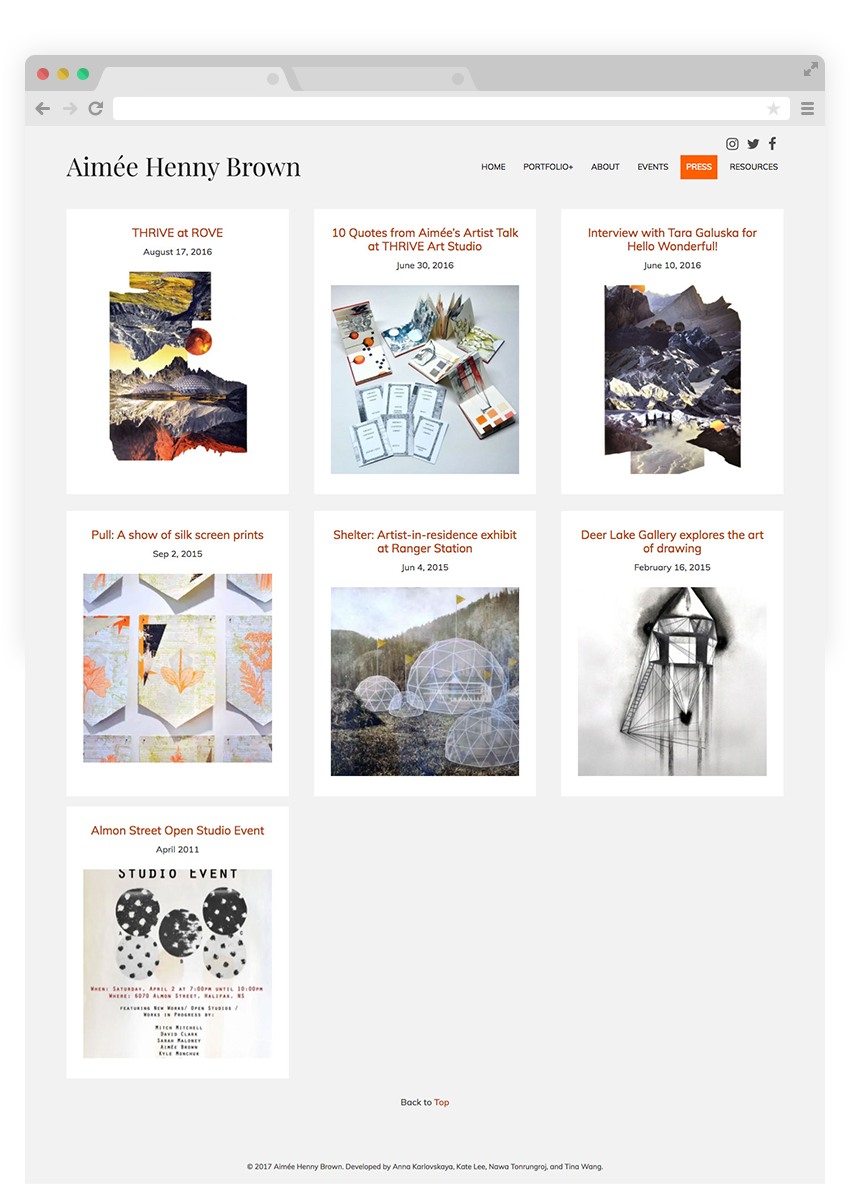 Aimée Henny Brown
HOME PORTFOLIO+ ABOUT EVENTS PRESS RESOURCES
THRIVE at ROVE
August 17, 2016
10 Quotes from Aimée's Artist Talk
at THRIVE Art Studio
June 30, 2016
Interview with Tara Galuska for
Hello Wonderful!
June 10, 2016
Pull: A show of silk screen prints
Sep 2, 2015
Shelter: Artist-in-residence exhibit
at Ranger Station
Jun 4, 2015
Deer Lake Gallery explores the art
of drawing
February 16, 2015
Almon Street Open Studio Event
April 2011
STUDIO EVENT
A
C
B
When: Saturday, April 2 at 7:00pm until 10:00pm
Where: 6070 Almon Street, Halifax, NS
featuring New Works/ Open Studios /
Works in Progress by:
Mitch Mitchell
David Clark
Sarah Maloney
Aimée Brown
Kyle Monchuk
Back to Top
© 2017 Aimée Henny Brown. Developed by Anna Karlovskaya, Kate Lee, Nawa Tonrungroj, and Tina Wang.